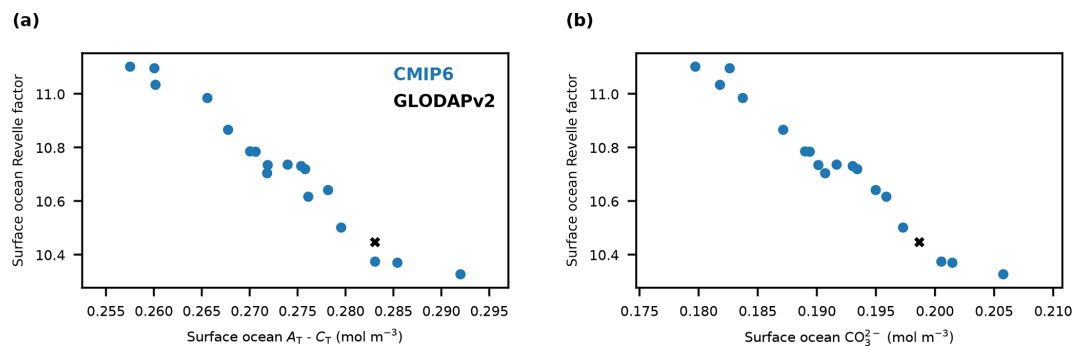 (a)
Surface ocean Revelle factor
11.0
10.8
10.6
10.4
CMIP6
GLODAPv2
0.255 0.260 0.265 0.270 0.275 0.280 0.285 0.290 0.295
Surface ocean A_T - C_T (mol m⁻³)
(b)
Surface ocean Revelle factor
11.0
10.8
10.6
10.4
0.175 0.180 0.185 0.190 0.195 0.200 0.205 0.210
Surface ocean CO₃²⁻ (mol m⁻³)